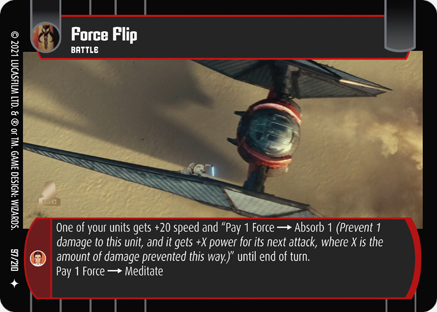 Force Flip
BATTLE
One of your units gets +20 speed and “Pay 1 Force → Absorb 1 (Prevent 1
damage to this unit, and it gets +X power for its next attack, where X is the
amount of damage prevented this way.)” until end of turn.
Pay 1 Force → Meditate
© 2021 LUCASFILM LTD. & ® or TM. GAME DESIGN: WIZARDS.
97/210